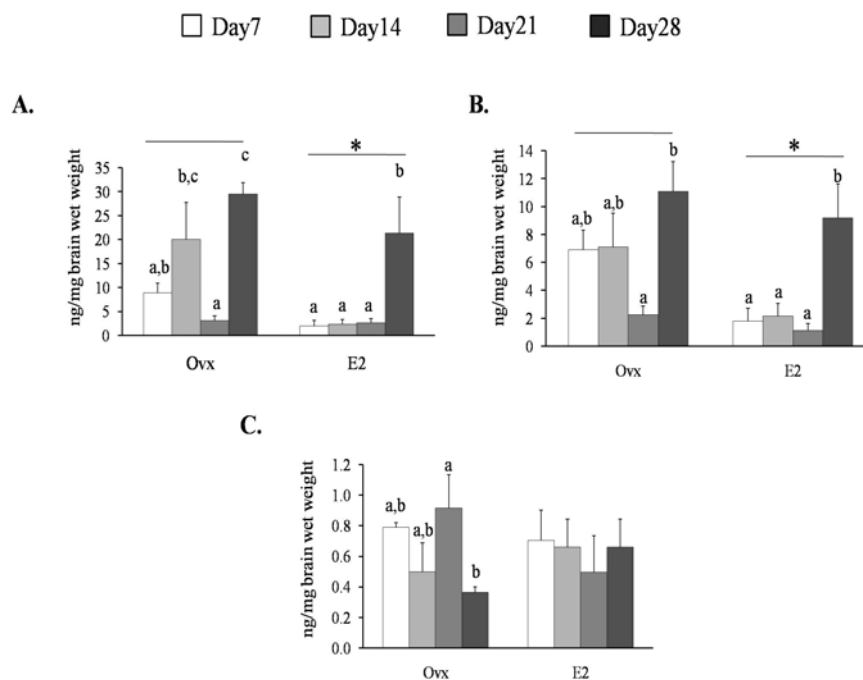 Day7 Day14 Day21 Day28
A.
ng/mg brain wet weight
35
30
25
20
15
10
5
0
a,b
b,c
a
c
*
a
a
a
b
Ovx E2
B.
ng/mg brain wet weight
14
12
10
8
6
4
2
0
a,b
a,b
a
b
*
a
a
a
b
Ovx E2
C.
ng/mg brain wet weight
1.2
1.0
0.8
0.6
0.4
0.2
0.0
a,b
a,b
a
b
Ovx E2